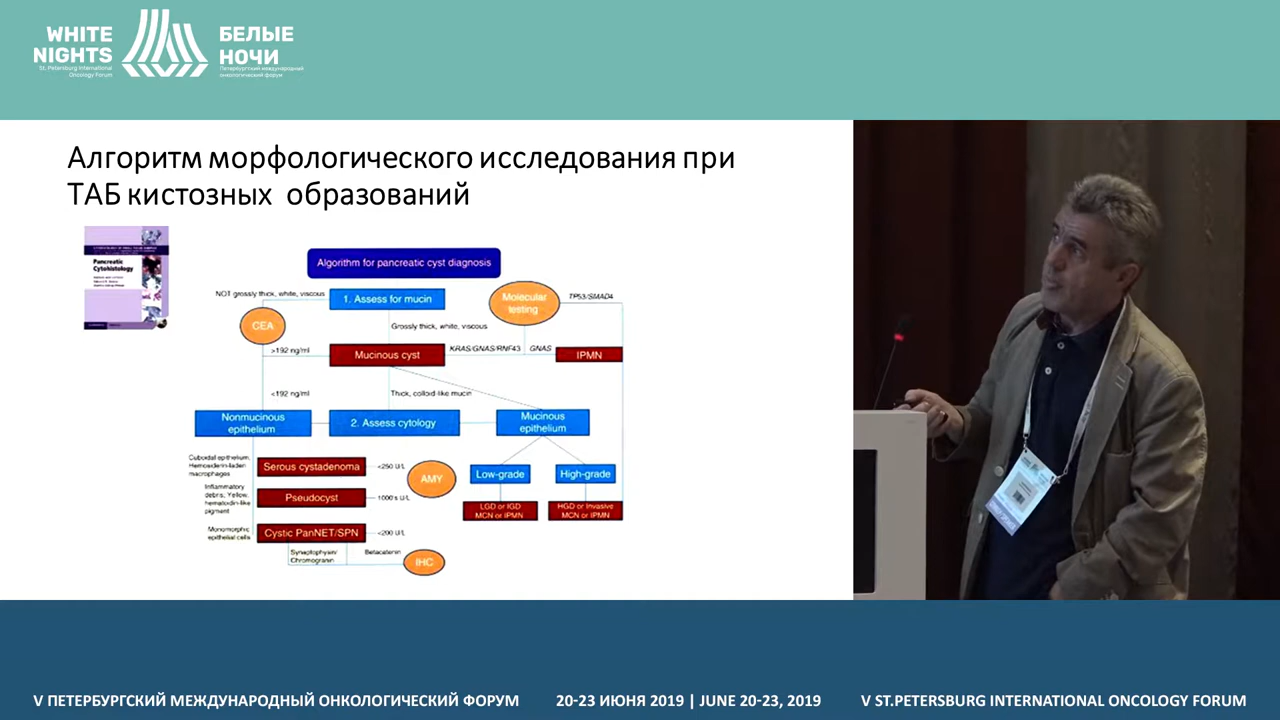 WHITE
NIGHTS
St. Petersburg International
Oncology Forum
БЕЛЫЕ
НОЧИ
Петербургский международный
онкологический форум
Алгоритм морфологического исследования при
ТАБ кистозных образований
Pancreatic
Cytohistology
Algorithm for pancreatic cyst diagnosis
NOT grossly thick, white, viscous
1. Assess for mucin
Molecular
testing
TP53/SMAD4
CEA
Grossly thick, white, viscous
>192 ng/ml
Mucinous cyst
KRAS/GNAS/RNF43
GNAS
IPMN
<192 ng/ml
Thick, colloid-like mucin
Nonmucinous
epithelium
2. Assess cytology
Mucinous
epithelium
Cuboidal epithelium,
Hemosiderin-laden
macrophages
Serous cystadenoma
<250 U/L
AMY
Low-grade
High-grade
Inflammatory
debris, Yellow,
hematoidin-like
pigment
Pseudocyst
1000's U/L
LGD or IGD
MCN or IPMN
HGD or Invasive
MCN or IPMN
Monomorphic
epithelial cells
Cystic PanNET/SPN
<200 U/L
Synaptophysin/
Chromogranin
Betacatenin
IHC
V ПЕТЕРБУРГСКИЙ МЕЖДУНАРОДНЫЙ ОНКОЛОГИЧЕСКИЙ ФОРУМ
20-23 ИЮНЯ 2019 | JUNE 20-23, 2019
V ST.PETERSBURG INTERNATIONAL ONCOLOGY FORUM